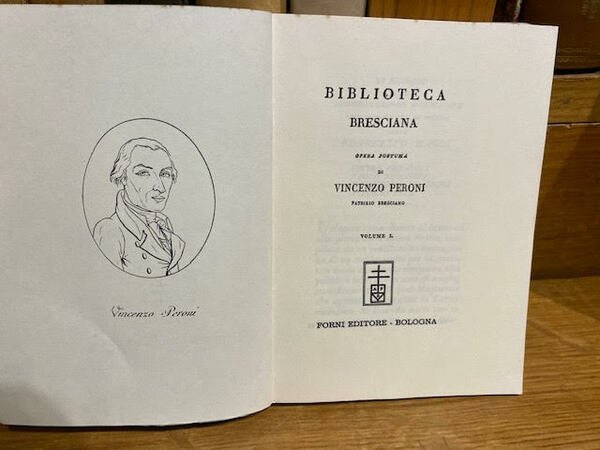 Vincenzo Peroni
BIBLIOTECA
BRESCIANA
OPERA POSTUMA
DI
VINCENZO PERONI
PATRIZIO BRESCIANO
VOLUME I.
FORNI EDITORE - BOLOGNA